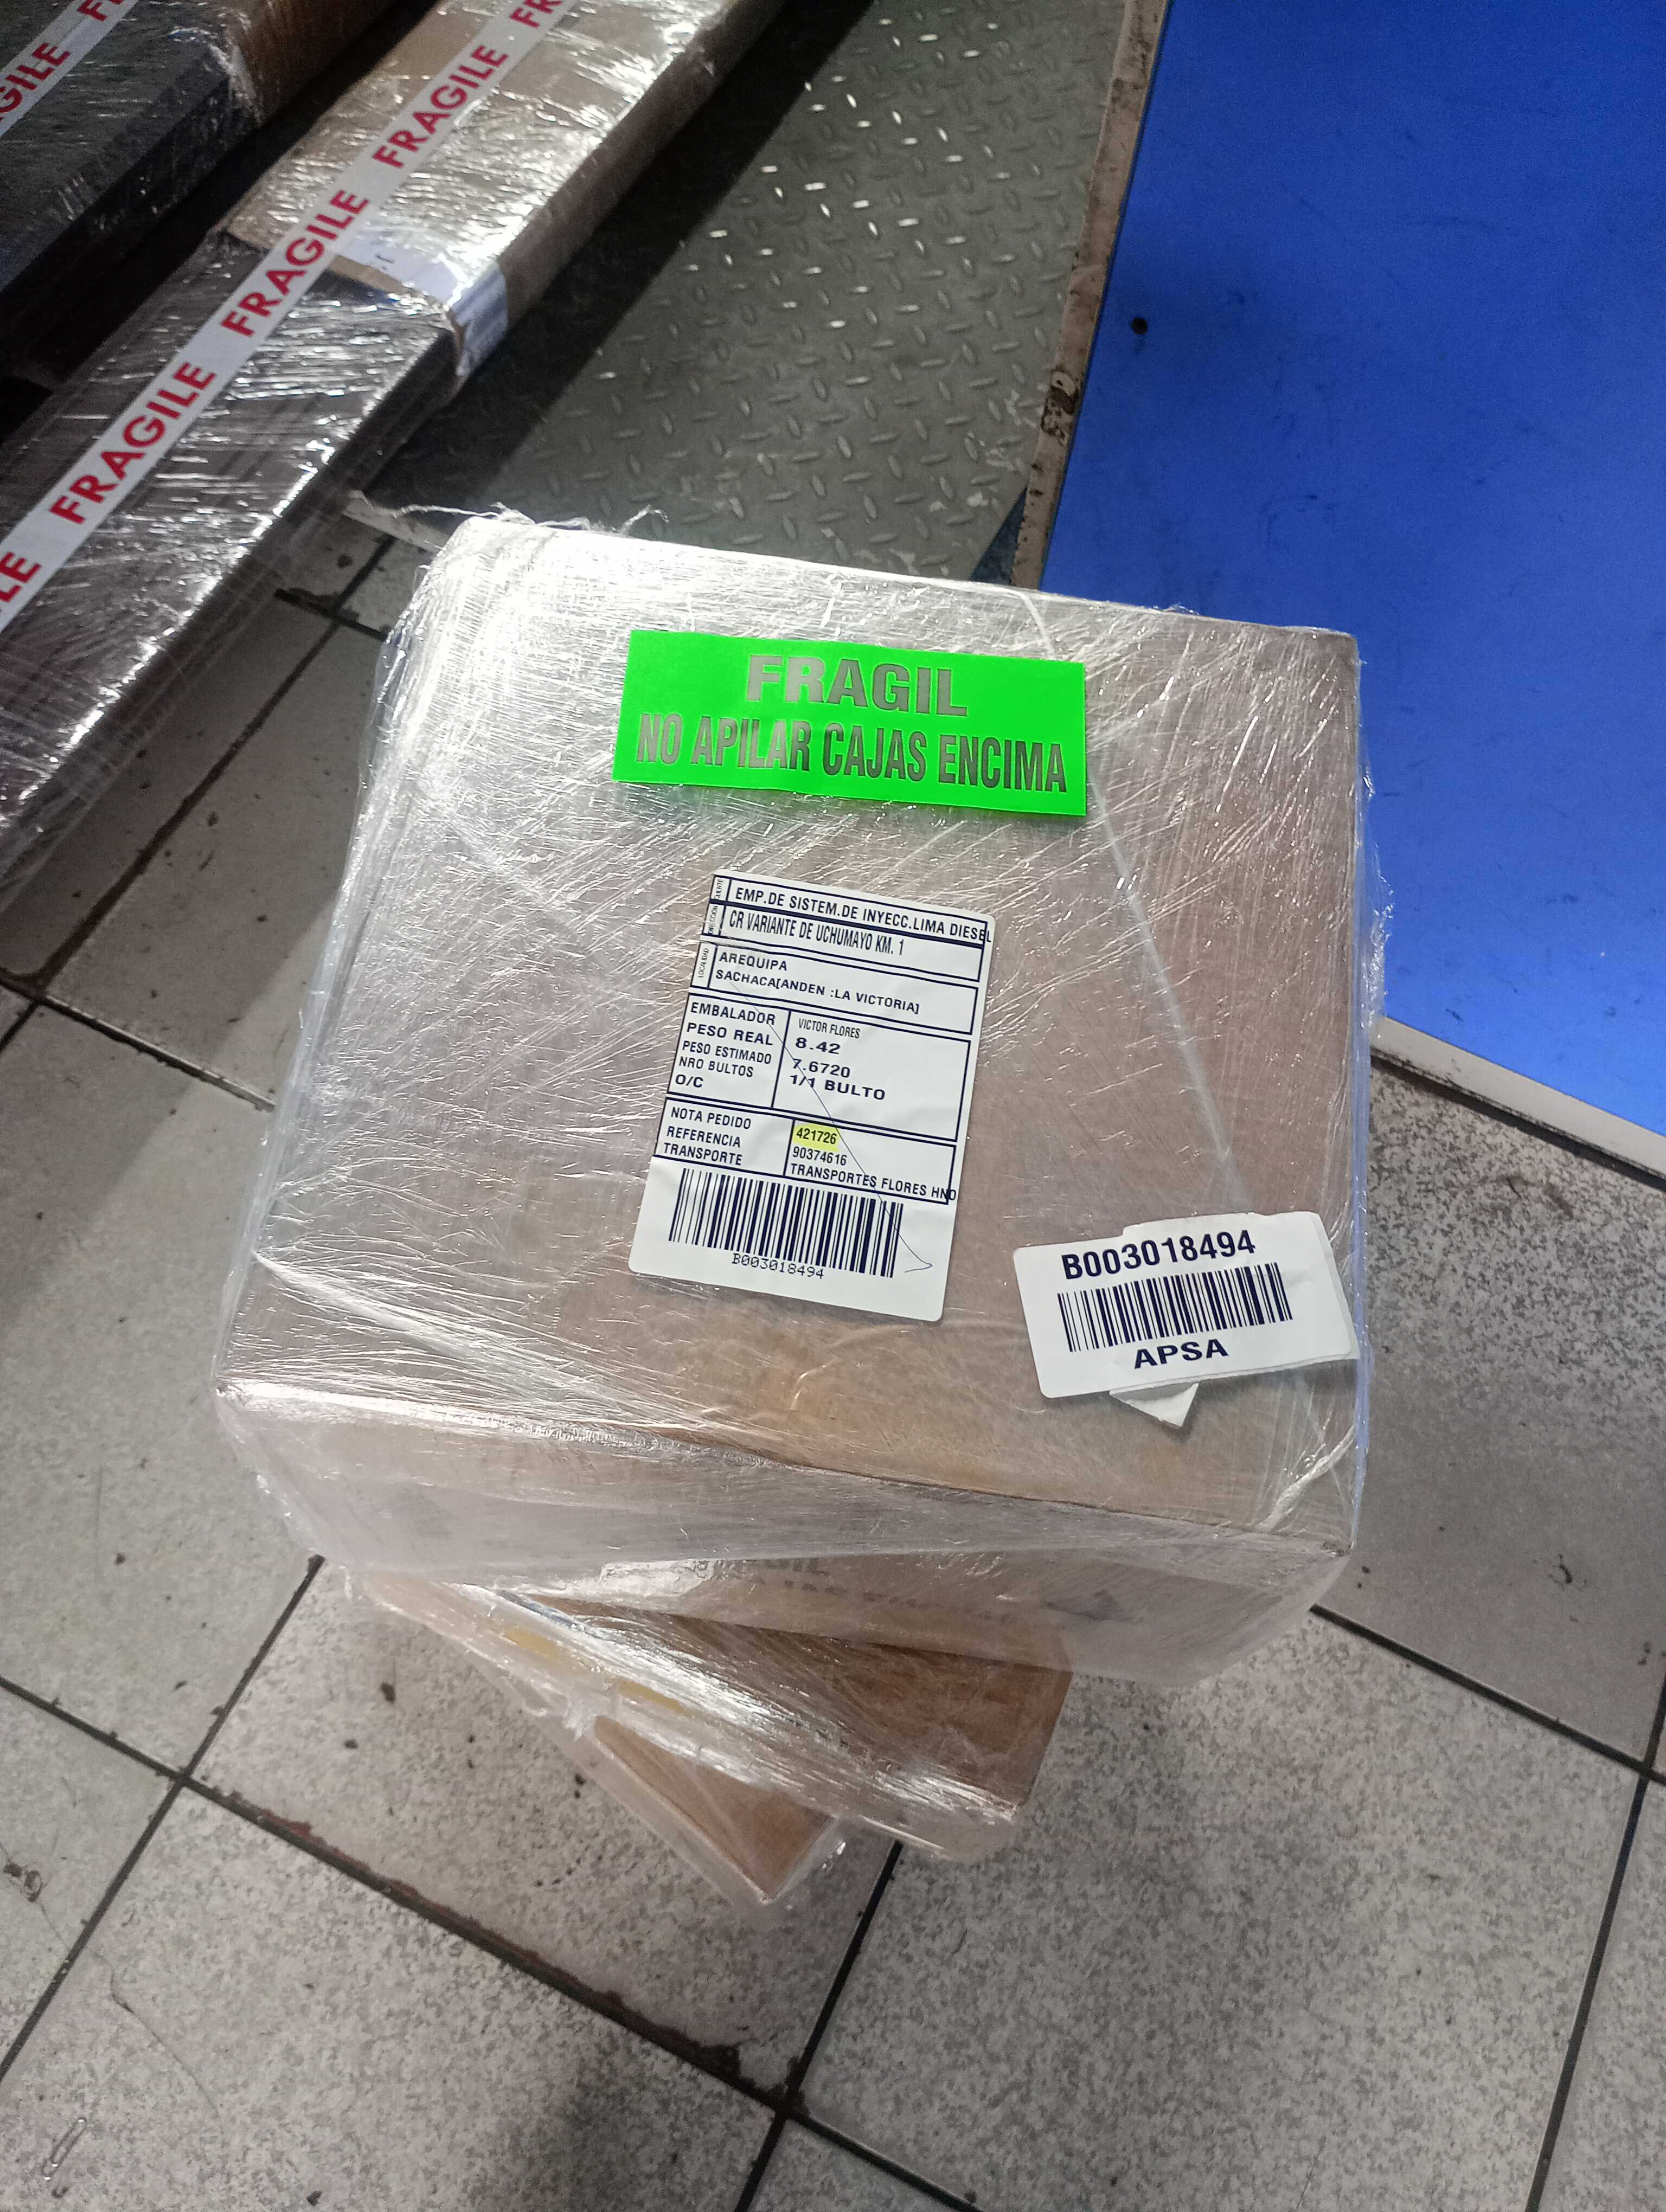 FRAGILE
FRAGILE
FRAGILE
FRAGILE
FRAGIL
NO APILAR CAJAS ENCIMA
EMP.DE SISTEM.DE INYECC.LIMA DIESEL
CR VARIANTE DE UCHUMAYO KM. 1
LOCALIDAD
AREQUIPA
SACHACA[ANDEN :LA VICTORIA]
EMBALADOR VICTOR FLORES
PESO REAL 8.42
PESO ESTIMADO 7.6720
NRO BULTOS 1/1 BULTO
O/C
NOTA PEDIDO 421726
REFERENCIA 90374616
TRANSPORTE TRANSPORTES FLORES HNO
B003018494
B003018494
APSA